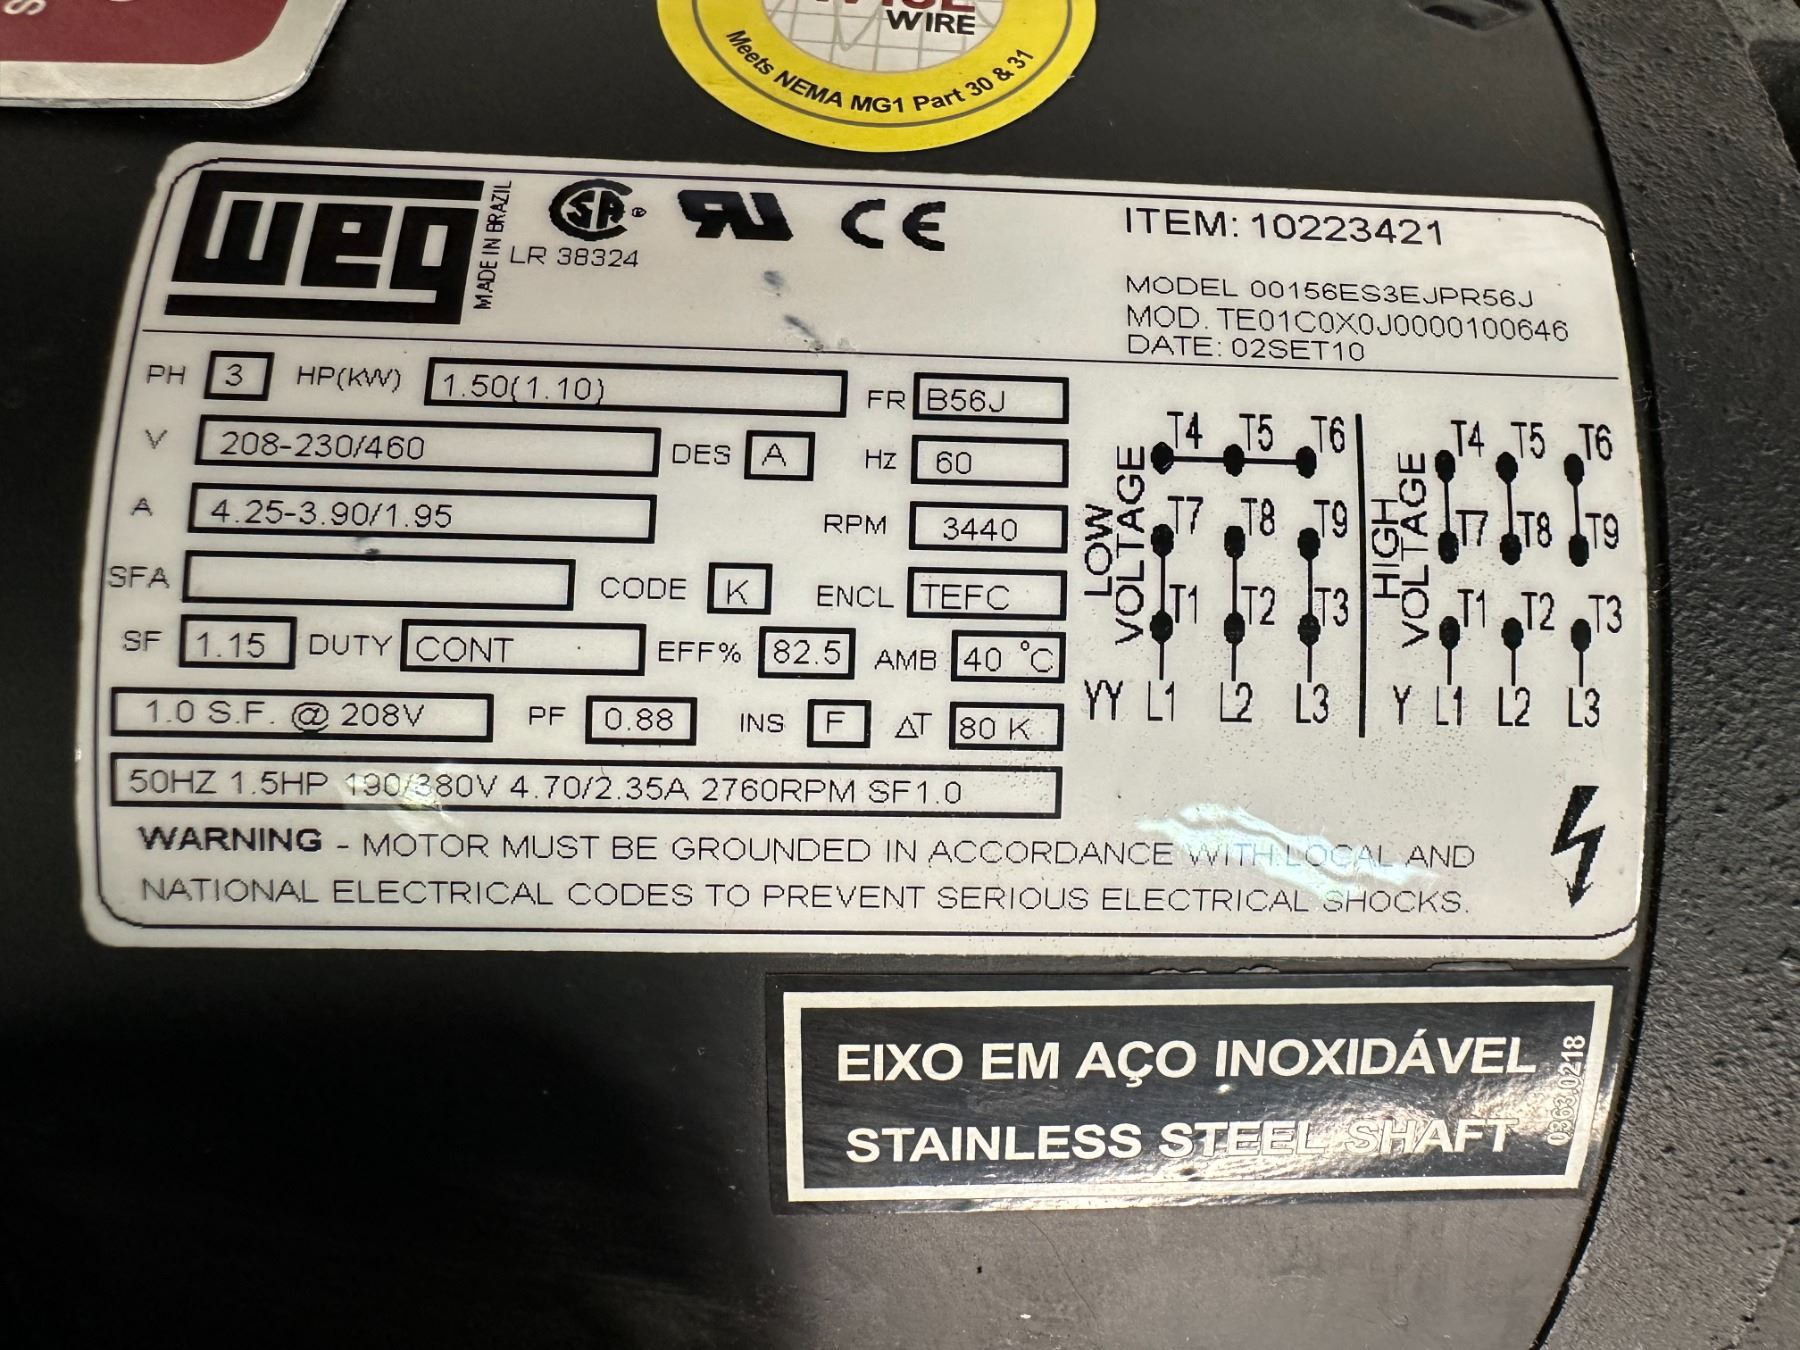 WIRE
Meets NEMA MG1 Part 30 & 31
weg
MADE IN BRAZIL
SA ®
LR 38324
CE
ITEM: 10223421
MODEL 00156ES3EJPR56J
MOD. TE01C0X0J0000100646
DATE: 02SET10
PH 3 HP(KW) 1.50(1.10) FR B56J
V 208-230/460 DES A HZ 60
A 4.25-3.90/1.95 RPM 3440
SFA CODE K ENCL TEFC
SF 1.15 DUTY CONT EFF% 82.5 AMB 40 °C
1.0 S.F. @ 208V PF 0.88 INS F ΔT 80 K
50HZ 1.5HP 190/380V 4.70/2.35A 2760RPM SF1.0
LOW VOLTAGE
T4 T5 T6
T7 T8 T9
T1 T2 T3
YY L1 L2 L3
HIGH VOLTAGE
T4 T5 T6
T7 T8 T9
T1 T2 T3
Y L1 L2 L3
WARNING - MOTOR MUST BE GROUNDED IN ACCORDANCE WITH LOCAL AND
NATIONAL ELECTRICAL CODES TO PREVENT SERIOUS ELECTRICAL SHOCKS.
EIXO EM AÇO INOXIDÁVEL
STAINLESS STEEL SHAFT
0363.0218